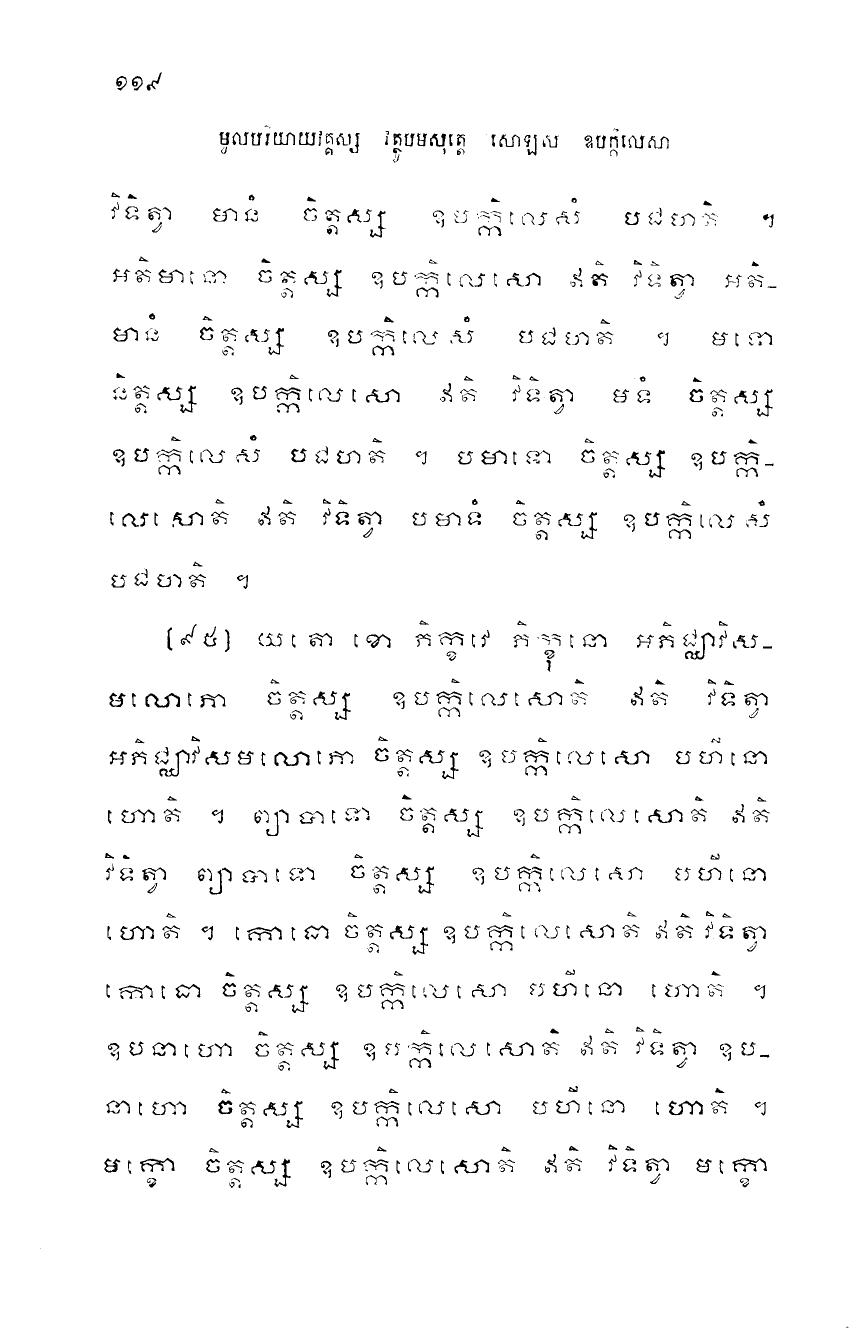 ១១៩
មូលបរិយាយវគ្គស្ស វត្ថូបមសុត្តេ សោឡស ឧបក្កិលេសា
វិទិត្វា មានំ ចិត្តស្ស ឧបក្កិលេសំ បជហាតិ ។
អតិមានោ ចិត្តស្ស ឧបក្កិលេសោ ឥតិ វិទិត្វា អតិ-
មានំ ចិត្តស្ស ឧបក្កិលេសំ បជហាតិ ។ មទោ
ចិត្តស្ស ឧបក្កិលេសោ ឥតិ វិទិត្វា មទំ ចិត្តស្ស
ឧបក្កិលេសំ បជហាតិ ។ បមាទោ ចិត្តស្ស ឧបក្កិ-
លេសោតិ ឥតិ វិទិត្វា បមាទំ ចិត្តស្ស ឧបក្កិលេសំ
បជហាតិ ។
[៩៥] យតោ ខោ ភិក្ខវេ ភិក្ខុនោ អភិជ្ឈាវិស-
មលោភោ ចិត្តស្ស ឧបក្កិលេសោតិ ឥតិ វិទិត្វា
អភិជ្ឈាវិសមលោភោ ចិត្តស្ស ឧបក្កិលេសោ បហីនោ
ហោតិ ។ ព្យាបាទោ ចិត្តស្ស ឧបក្កិលេសោតិ ឥតិ
វិទិត្វា ព្យាបាទោ ចិត្តស្ស ឧបក្កិលេសោ បហីនោ
ហោតិ ។ កោធោ ចិត្តស្ស ឧបក្កិលេសោតិ ឥតិ វិទិត្វា
កោធោ ចិត្តស្ស ឧបក្កិលេសោ បហីនោ ហោតិ ។
ឧបនាហោ ចិត្តស្ស ឧបក្កិលេសោតិ ឥតិ វិទិត្វា ឧប-
នាហោ ចិត្តស្ស ឧបក្កិលេសោ បហីនោ ហោតិ ។
មក្ខោ ចិត្តស្ស ឧបក្កិលេសោតិ ឥតិ វិទិត្វា មក្ខោ